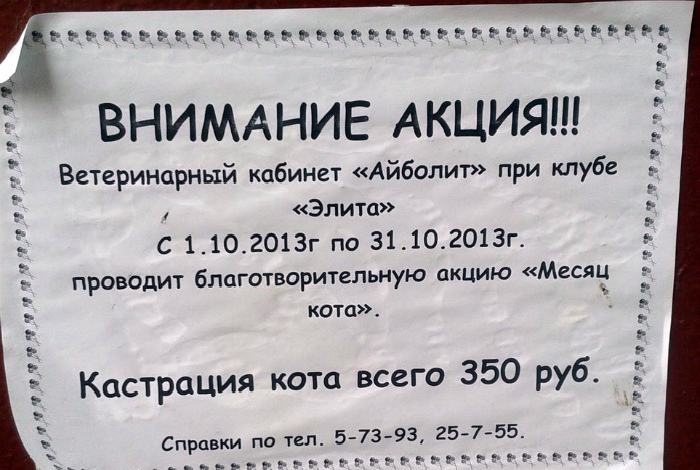 ВНИМАНИЕ АКЦИЯ!!!
Ветеринарный кабинет «Айболит» при клубе
«Элита»
С 1.10.2013г по 31.10.2013г.
проводит благотворительную акцию «Месяц
кота».
Кастрация кота всего 350 руб.
Справки по тел. 5-73-93, 25-7-55.